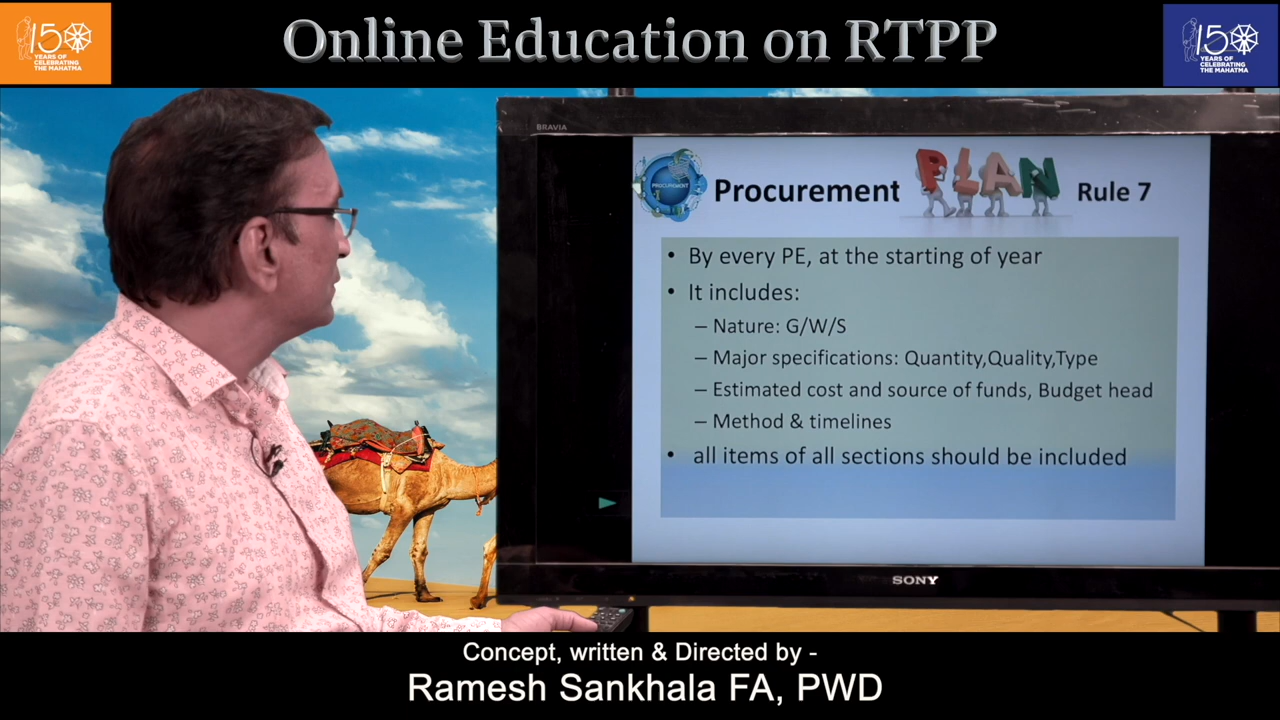 150
YEARS OF
CELEBRATING
THE MAHATMA
Online Education on RTPP
150
YEARS OF
CELEBRATING
THE MAHATMA
BRAVIA
PROCUREMENT
Procurement PLAN Rule 7
• By every PE, at the starting of year
• It includes:
– Nature: G/W/S
– Major specifications: Quantity,Quality,Type
– Estimated cost and source of funds, Budget head
– Method & timelines
• all items of all sections should be included
SONY
Concept, written & Directed by -
Ramesh Sankhala FA, PWD